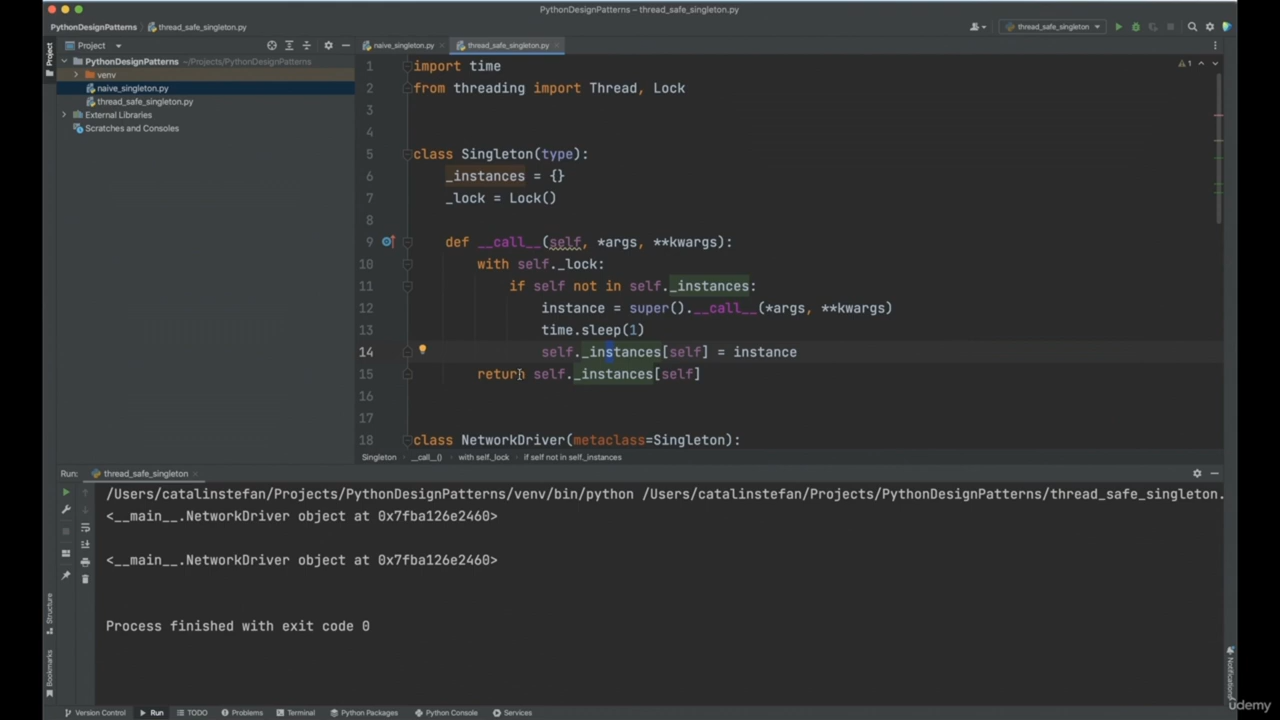 PythonDesignPatterns – thread_safe_singleton.py
PythonDesignPatterns › thread_safe_singleton.py
thread_safe_singleton
Project
naive_singleton.py
thread_safe_singleton.py
Project
PythonDesignPatterns ~/Projects/PythonDesignPatterns
venv
naive_singleton.py
thread_safe_singleton.py
External Libraries
Scratches and Consoles
1 import time
2 from threading import Thread, Lock
3
4
5 class Singleton(type):
6 _instances = {}
7 _lock = Lock()
8
9 def __call__(self, *args, **kwargs):
10 with self._lock:
11 if self not in self._instances:
12 instance = super().__call__(*args, **kwargs)
13 time.sleep(1)
14 self._instances[self] = instance
15 return self._instances[self]
16
17
18 class NetworkDriver(metaclass=Singleton):
1
Singleton › __call__() › with self._lock › if self not in self._instances
Run: thread_safe_singleton
/Users/catalinstefan/Projects/PythonDesignPatterns/venv/bin/python /Users/catalinstefan/Projects/PythonDesignPatterns/thread_safe_singleton.
<__main__.NetworkDriver object at 0x7fba126e2460>
<__main__.NetworkDriver object at 0x7fba126e2460>
Process finished with exit code 0
Structure
Bookmarks
Notifications
Version Control
Run
TODO
Problems
Terminal
Python Packages
Python Console
Services
udemy